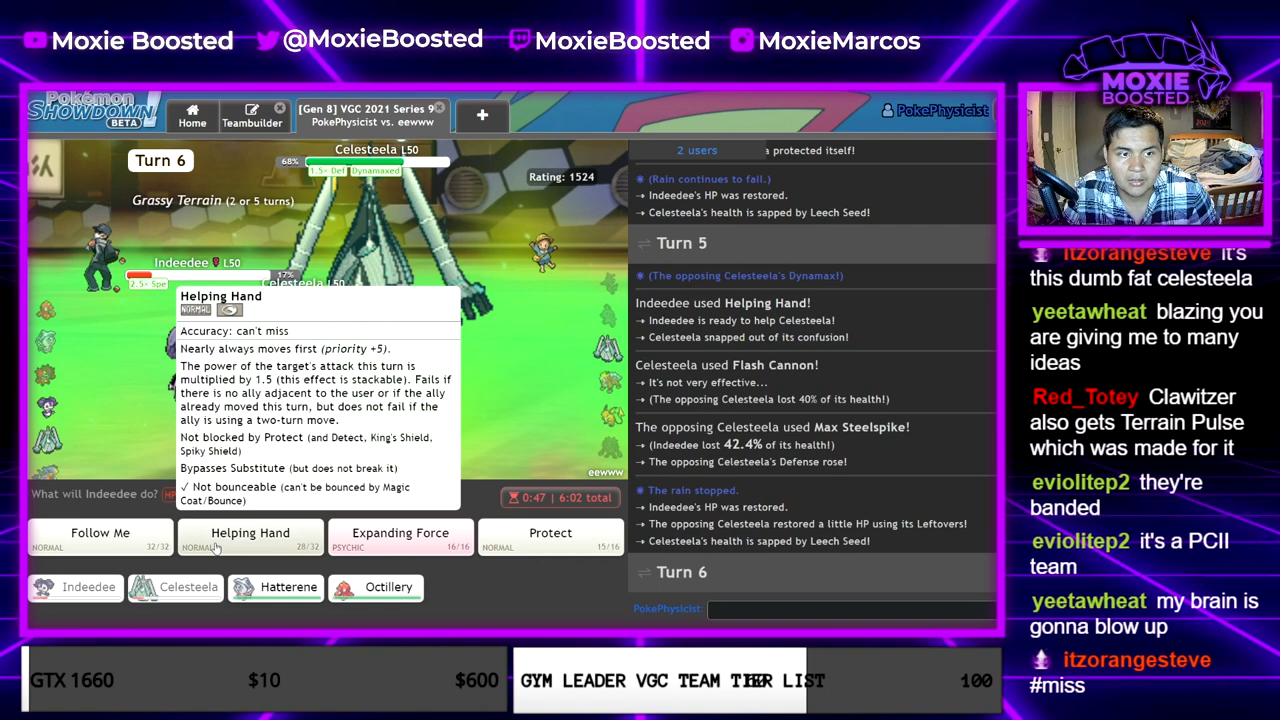 Moxie Boosted
@MoxieBoosted
MoxieBoosted
MoxieMarcos
MOXIE
BOOSTED
Pokémon
SHOWDOWN!
BETA
Home
Teambuilder
[Gen 8] VGC 2021 Series 9
PokePhysicist vs. eewww
+
PokePhysicist
Turn 6
Celesteela L50
68%
1.5× Def
Dynamaxed
Rating: 1524
Grassy Terrain (2 or 5 turns)
Indeedee L50
17%
2.5× Spe
Celesteela L50
eewww
Helping Hand
NORMAL
Accuracy: can't miss
Nearly always moves first (priority +5).
The power of the target's attack this turn is
multiplied by 1.5 (this effect is stackable). Fails if
there is no ally adjacent to the user or if the ally
already moved this turn, but does not fail if the
ally is using a two-turn move.
Not blocked by Protect (and Detect, King's Shield,
Spiky Shield)
Bypasses Substitute (but does not break it)
✓ Not bounceable (can't be bounced by Magic
Coat/Bounce)
What will Indeedee do? HP
0:47 | 6:02 total
Follow Me
NORMAL 32/32
Helping Hand
NORMAL 28/32
Expanding Force
PSYCHIC 16/16
Protect
NORMAL 15/16
Indeedee
Celesteela
Hatterene
Octillery
2 users
a protected itself!
(Rain continues to fall.)
Indeedee's HP was restored.
Celesteela's health is sapped by Leech Seed!
Turn 5
(The opposing Celesteela's Dynamax!)
Indeedee used Helping Hand!
Indeedee is ready to help Celesteela!
Celesteela snapped out of its confusion!
Celesteela used Flash Cannon!
It's not very effective...
(The opposing Celesteela lost 40% of its health!)
The opposing Celesteela used Max Steelspike!
(Indeedee lost 42.4% of its health!)
The opposing Celesteela's Defense rose!
The rain stopped.
Indeedee's HP was restored.
The opposing Celesteela restored a little HP using its Leftovers!
Celesteela's health is sapped by Leech Seed!
Turn 6
PokePhysicist:
itzorangesteve it's
this dumb fat celesteela
yeetawheat blazing you
are giving me to many
ideas
Red_Totey Clawitzer
also gets Terrain Pulse
which was made for it
eviolitep2 they're
banded
eviolitep2 it's a PCII
team
yeetawheat my brain is
gonna blow up
itzorangesteve
#miss
GTX 1660 $10 $600
GYM LEADER VGC TEAM TIER LIST 100